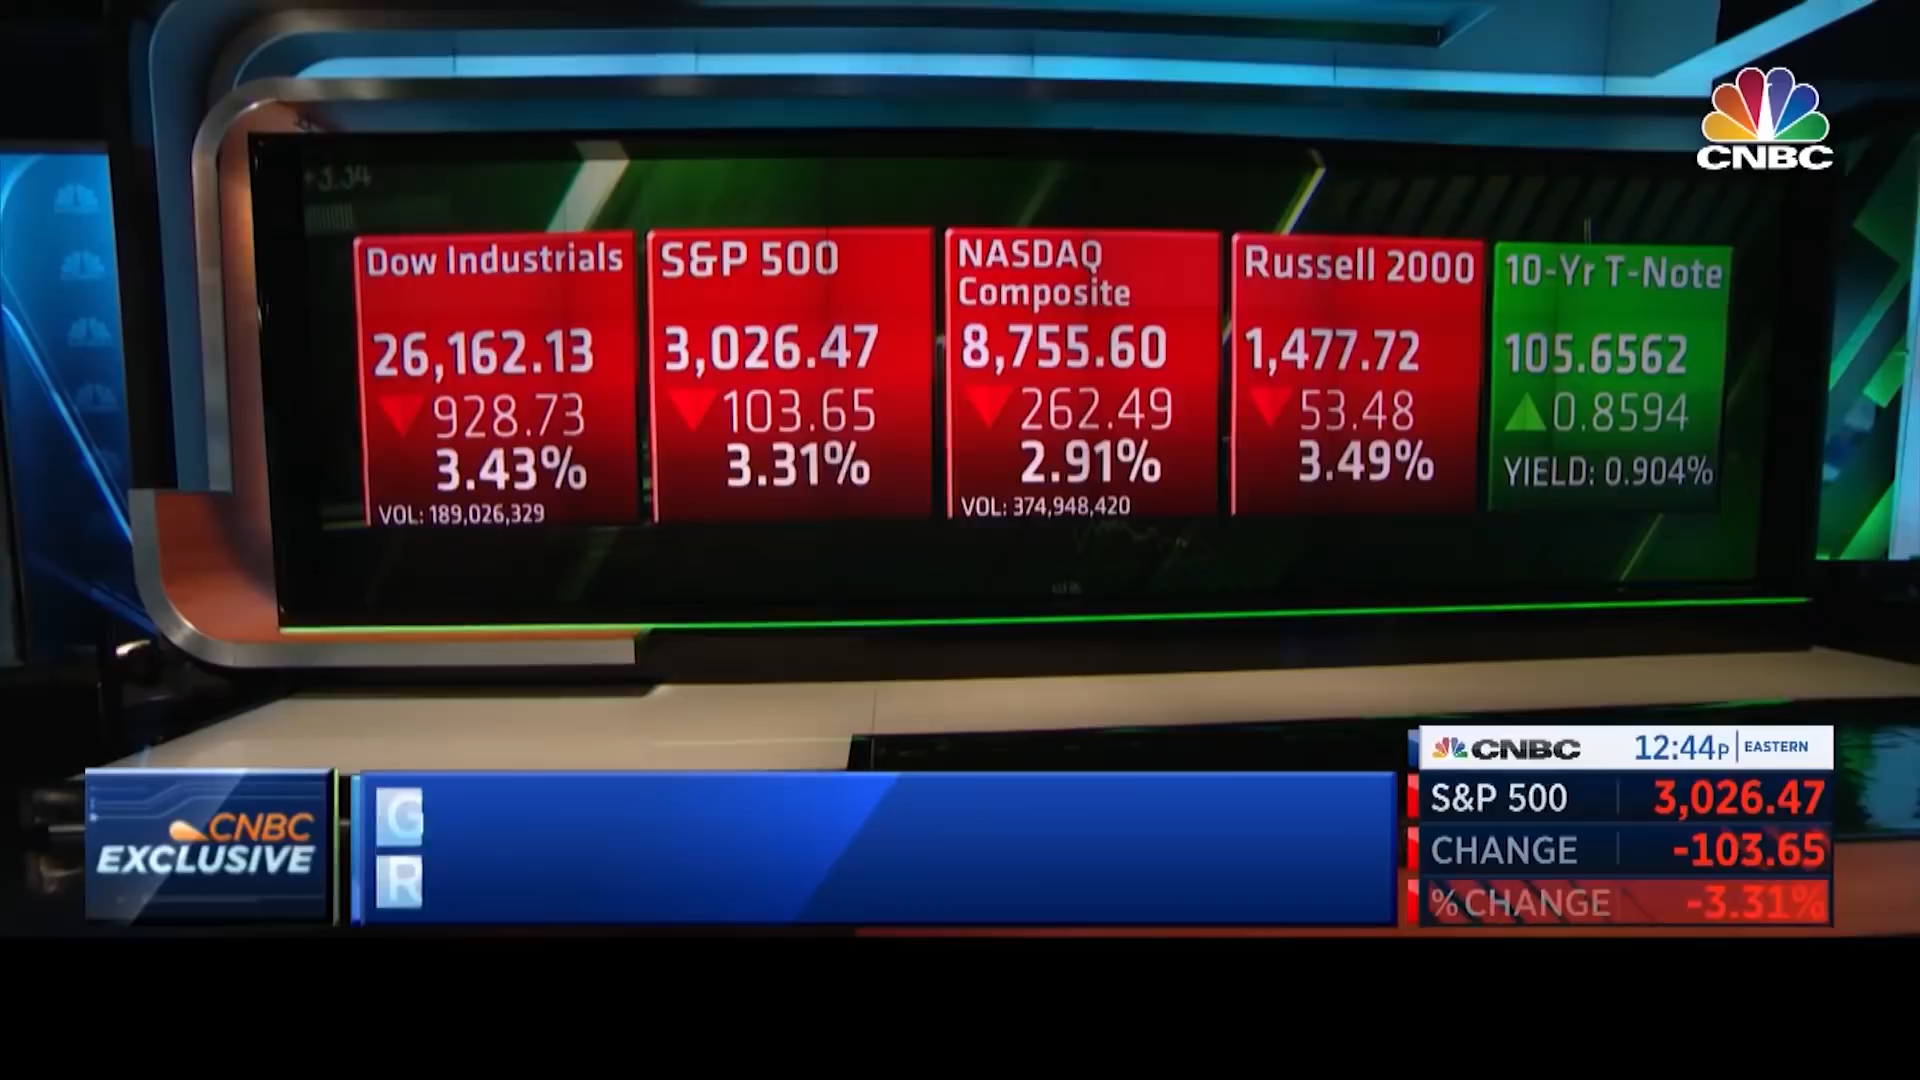 CNBC
+3.34
Dow Industrials
26,162.13
▼928.73
3.43%
VOL: 189,026,329
S&P 500
3,026.47
▼103.65
3.31%
NASDAQ
Composite
8,755.60
▼262.49
2.91%
VOL: 374,948,420
Russell 2000
1,477.72
▼53.48
3.49%
10-Yr T-Note
105.6562
▲0.8594
YIELD: 0.904%
CNBC
EXCLUSIVE
G
R
CNBC 12:44P EASTERN
S&P 500 3,026.47
CHANGE -103.65
% CHANGE -3.31%